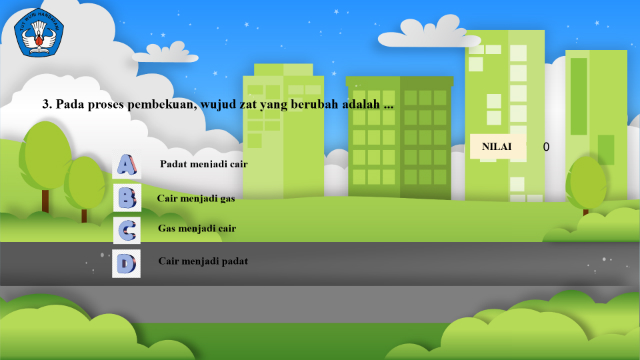 3. Pada proses pembekuan, wujud zat yang berubah adalah ...
NILAI 0
A Padat menjadi cair
B Cair menjadi gas
C Gas menjadi cair
D Cair menjadi padat